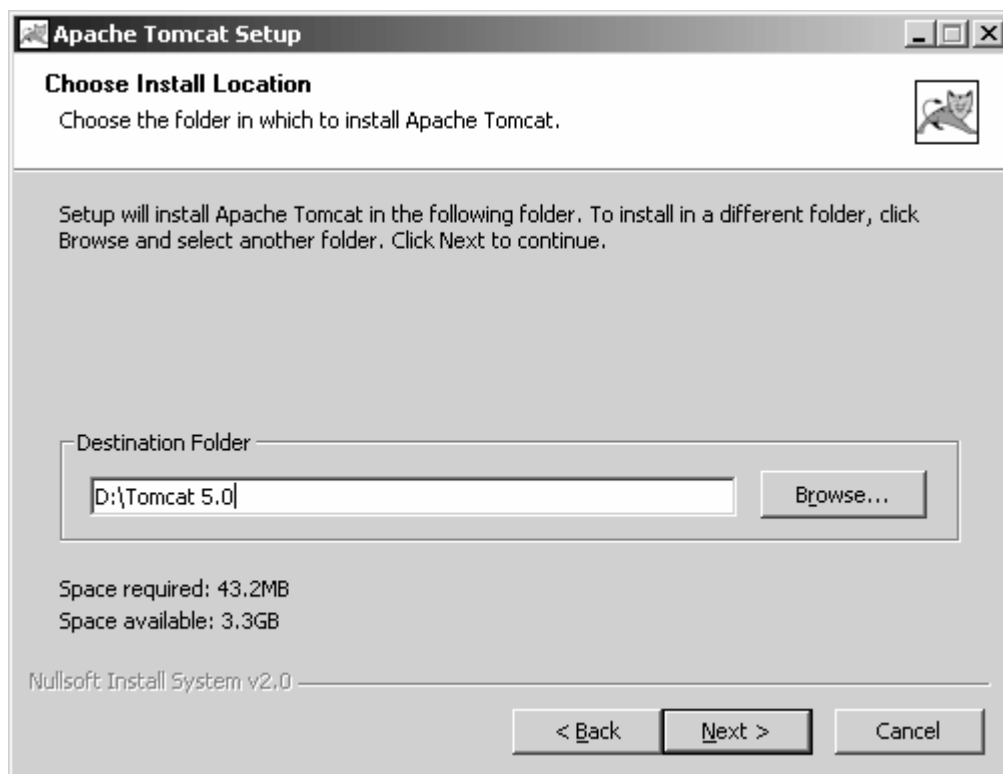 Apache Tomcat Setup
Choose Install Location
Choose the folder in which to install Apache Tomcat.
Setup will install Apache Tomcat in the following folder. To install in a different folder, click
Browse and select another folder. Click Next to continue.
Destination Folder
D:\Tomcat 5.0
Browse...
Space required: 43.2MB
Space available: 3.3GB
Nullsoft Install System v2.0
< Back Next > Cancel